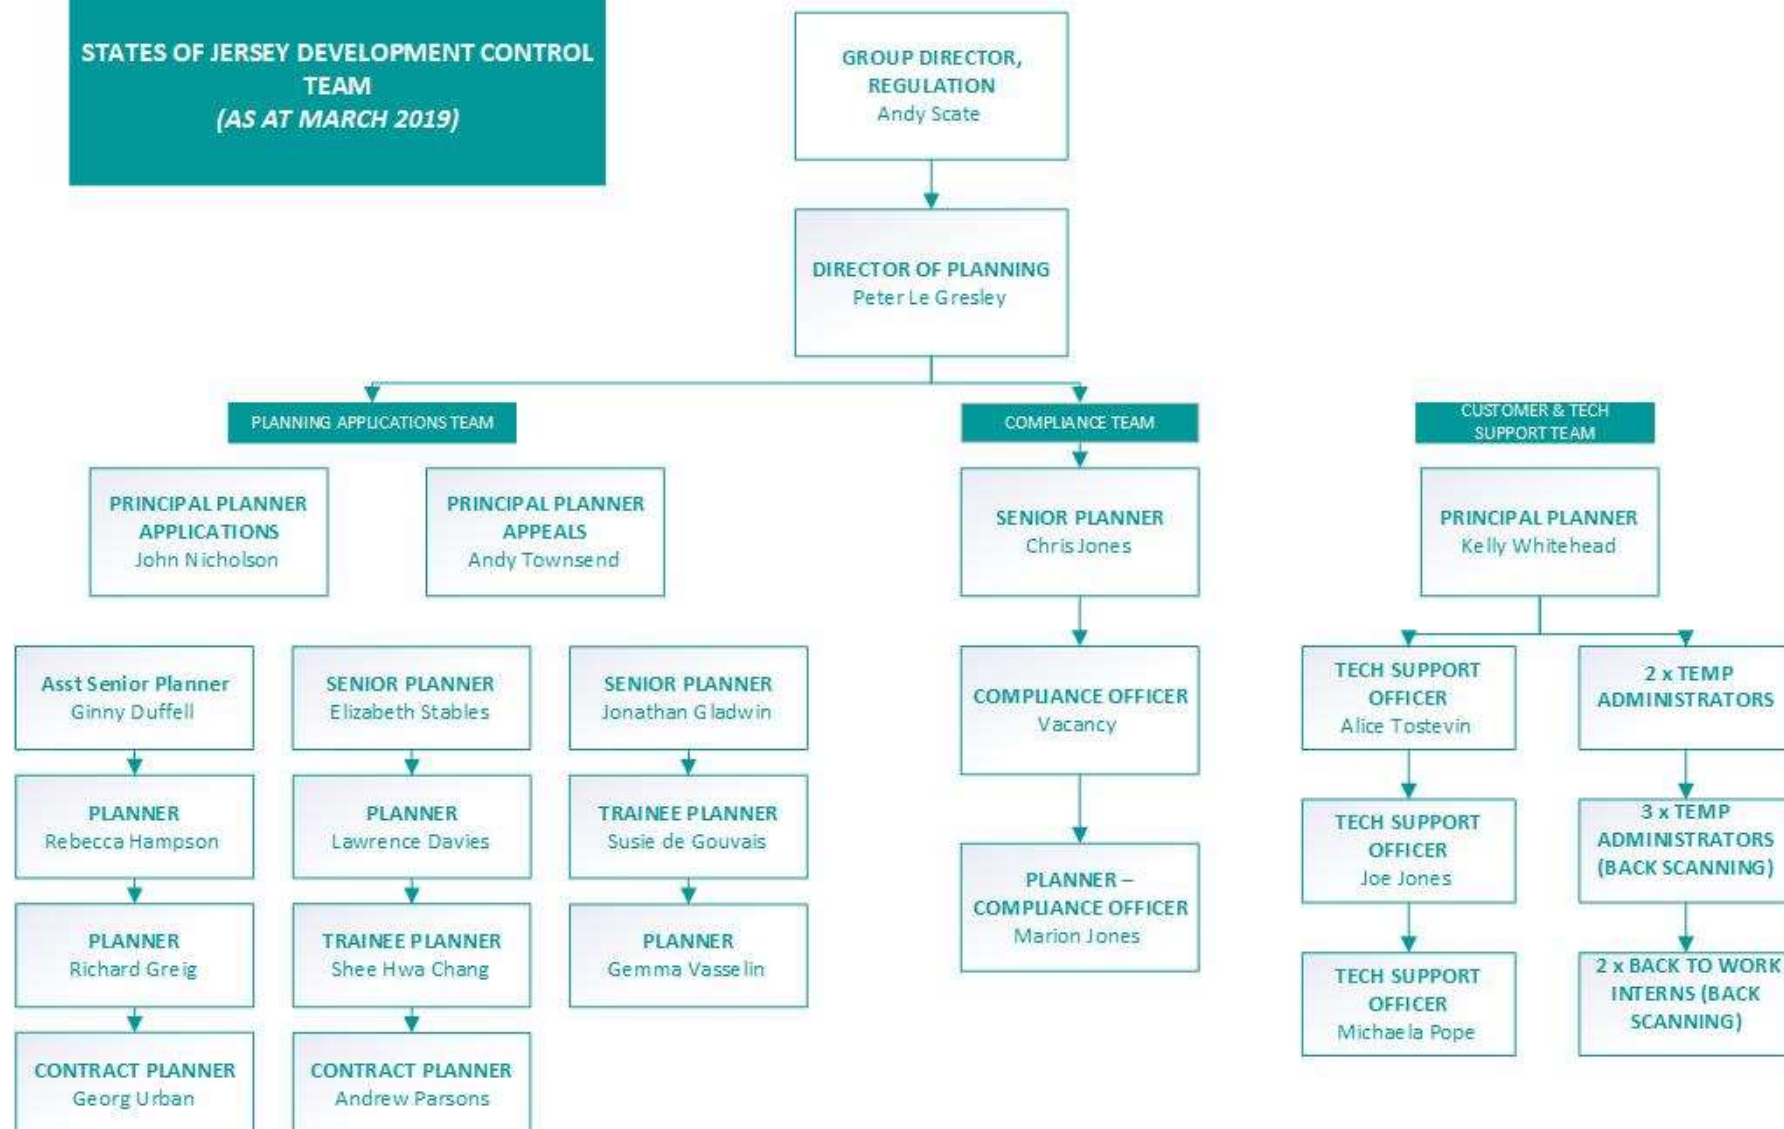 STATES OF JERSEY DEVELOPMENT CONTROL
TEAM
(AS AT MARCH 2019)
GROUP DIRECTOR,
REGULATION
Andy Scate
DIRECTOR OF PLANNING
Peter Le Gresley
PLANNING APPLICATIONS TEAM
PRINCIPAL PLANNER
APPLICATIONS
John Nicholson
PRINCIPAL PLANNER
APPEALS
Andy Townsend
Asst Senior Planner
Ginny Duffell
PLANNER
Rebecca Hampson
PLANNER
Richard Greig
CONTRACT PLANNER
Georg Urban
SENIOR PLANNER
Elizabeth Stables
PLANNER
Lawrence Davies
TRAINEE PLANNER
Shee Hwa Chang
CONTRACT PLANNER
Andrew Parsons
SENIOR PLANNER
Jonathan Gladwin
TRAINEE PLANNER
Susie de Gouvais
PLANNER
Gemma Vasselin
COMPLIANCE TEAM
SENIOR PLANNER
Chris Jones
COMPLIANCE OFFICER
Vacancy
PLANNER –
COMPLIANCE OFFICER
Marion Jones
CUSTOMER & TECH
SUPPORT TEAM
PRINCIPAL PLANNER
Kelly Whitehead
TECH SUPPORT
OFFICER
Alice Tostevin
TECH SUPPORT
OFFICER
Joe Jones
TECH SUPPORT
OFFICER
Michaela Pope
2 x TEMP
ADMINISTRATORS
3 x TEMP
ADMINISTRATORS
(BACK SCANNING)
2 x BACK TO WORK
INTERNS (BACK
SCANNING)